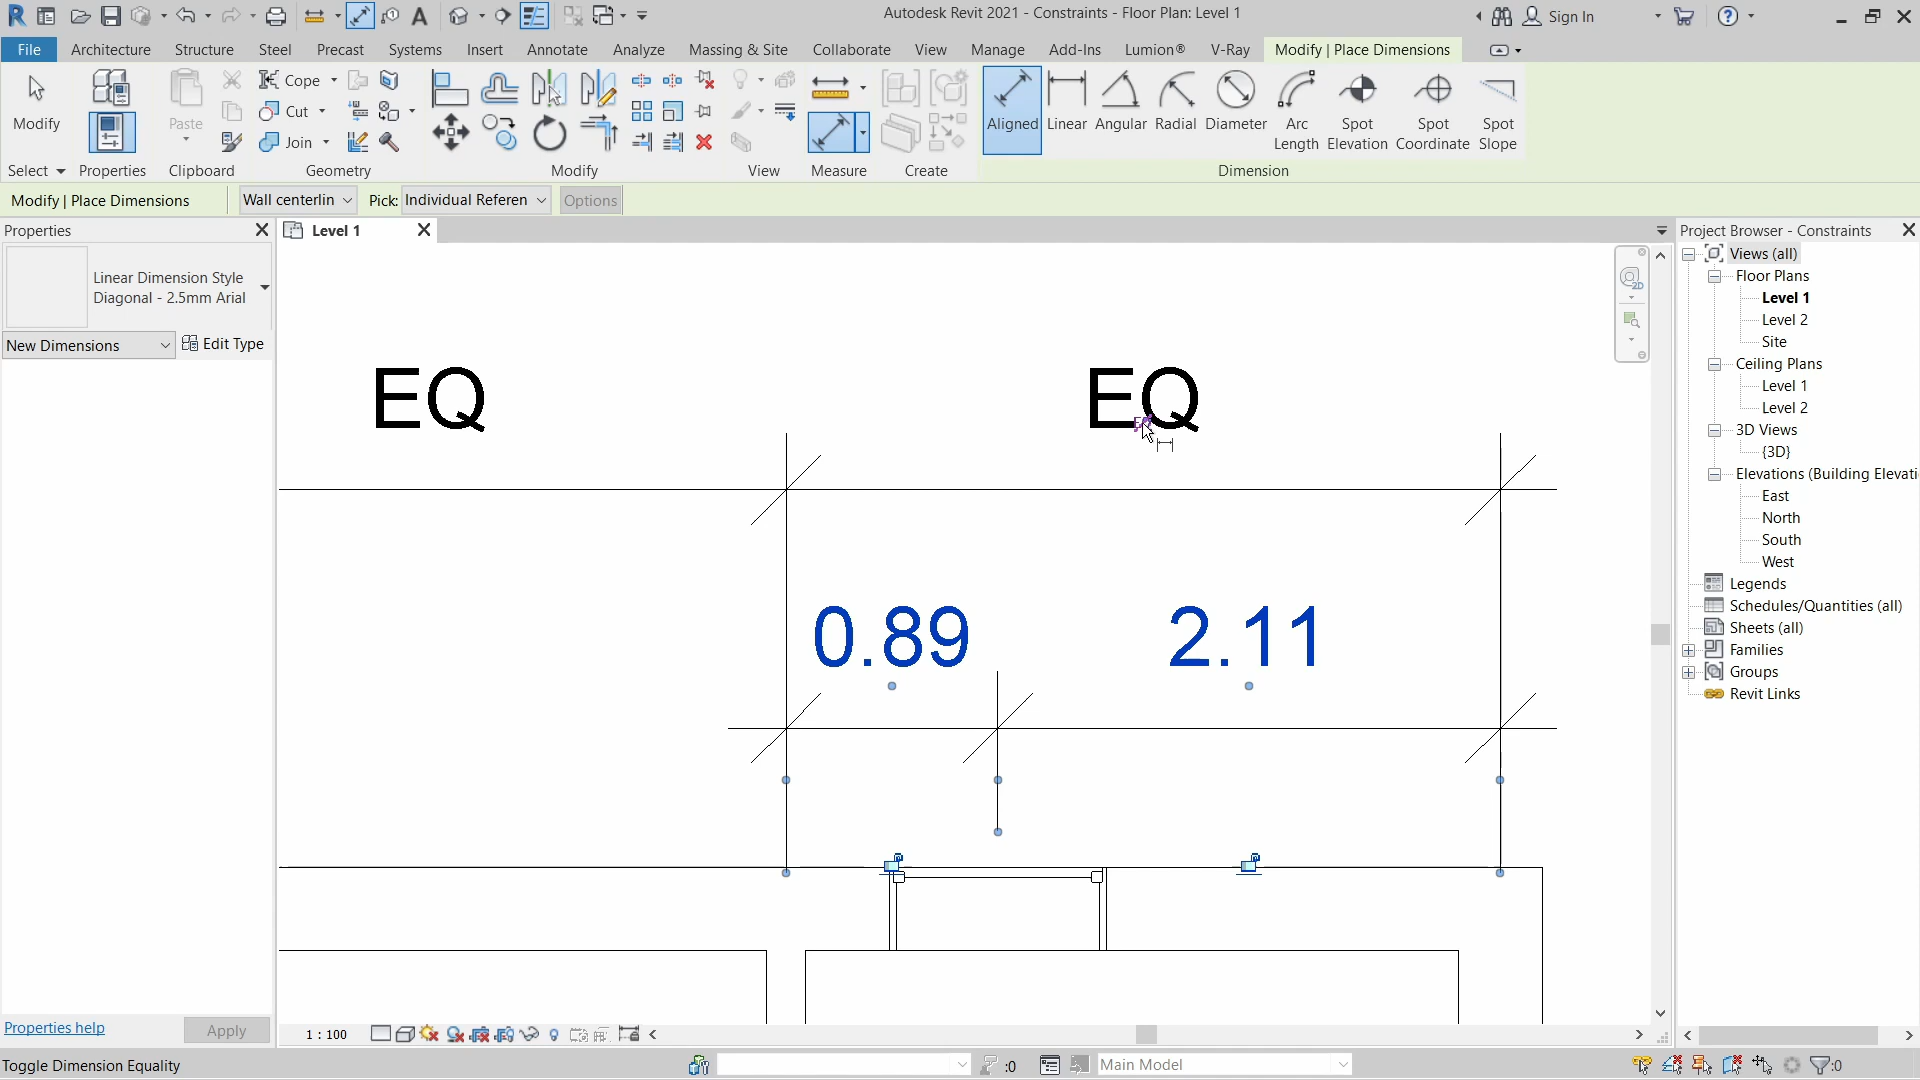 Autodesk Revit 2021 - Constraints - Floor Plan: Level 1
Sign In
File Architecture Structure Steel Precast Systems Insert Annotate Analyze Massing & Site Collaborate View Manage Add-Ins Lumion® V-Ray Modify | Place Dimensions
Modify
Paste
Cope
Cut
Join
Aligned Linear Angular Radial Diameter Arc Length Spot Elevation Spot Coordinate Spot Slope
Select Properties Clipboard Geometry Modify View Measure Create Dimension
Modify | Place Dimensions Wall centerlin Pick: Individual Referen Options
Properties
Linear Dimension Style
Diagonal - 2.5mm Arial
New Dimensions Edit Type
Properties help Apply
Level 1
2D
EQ EQ
EQ
0.89 2.11
1 : 100
Project Browser - Constraints
Views (all)
Floor Plans
Level 1
Level 2
Site
Ceiling Plans
Level 1
Level 2
3D Views
{3D}
Elevations (Building Elevati
East
North
South
West
Legends
Schedules/Quantities (all)
Sheets (all)
Families
Groups
Revit Links
Toggle Dimension Equality
:0
Main Model
:0